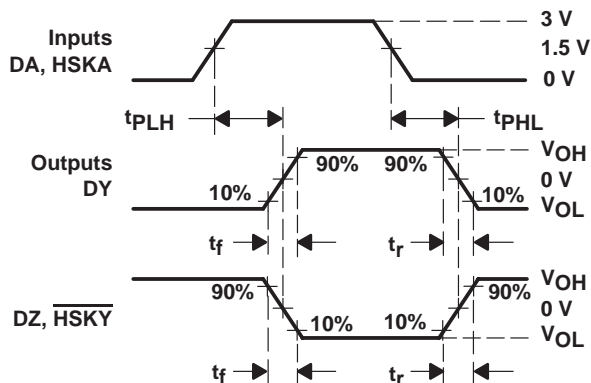 3 V
Inputs
DA, HSKA
1.5 V
0 V
tPLH
tPHL
Outputs
DY
VOH
90% 90%
0 V
10% 10%
VOL
tf tr
VOH
90% 90%
DZ, HSKY
0 V
10% 10%
VOL
tf tr